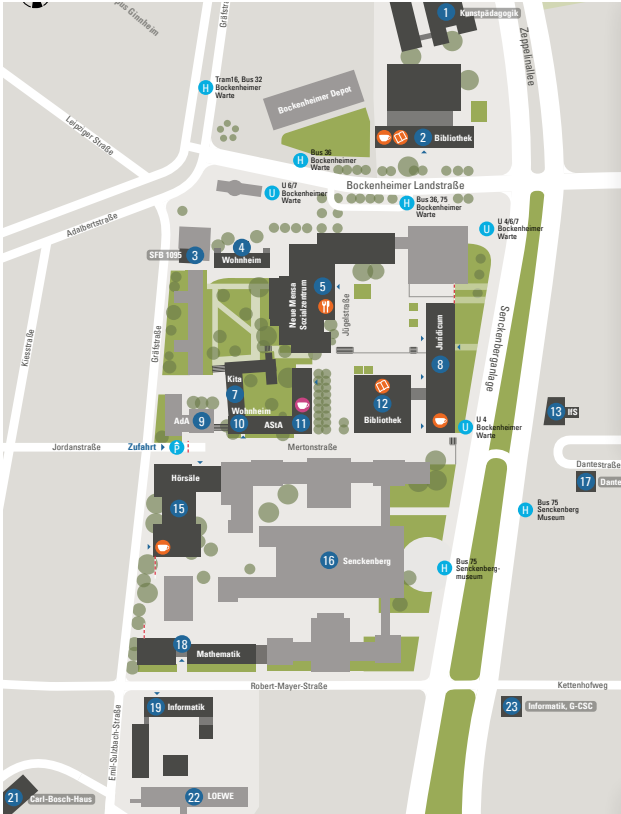 us Ginnheim
Gräfstr
1 Kunstpädagogik
Zeppelinallee
H Tram16, Bus 32
Bockenheimer
Warte
Bockenheimer Depot
Leipziger Straße
2 Bibliothek
H Bus 36
Bockenheimer
Warte
U U 6/7
Bockenheimer
Warte
Bockenheimer Landstraße
H Bus 36, 75
Bockenheimer
Warte
U U 4/6/7
Bockenheimer
Warte
Adalbertstraße
SFB 1095 3
4
Wohnheim
5
Neue Mensa
Sozialzentrum
Jügelstraße
Juridicum
8
Senckenberganlage
Kiesstraße
Gräfstraße
Kita
7
Wohnheim
10
AStA
11
AdA 9
12
Bibliothek
13 IfS
U U 4
Bockenheimer
Warte
Jordanstraße
Zufahrt P
Mertonstraße
Dantestraße
17 Dante
Hörsäle
15
H Bus 75
Senckenberg
Museum
16 Senckenberg
H Bus 75
Senckenberg-
museum
18
Mathematik
Robert-Mayer-Straße
Kettenhofweg
19 Informatik
23 Informatik, G-CSC
Emil-Sulzbach-Straße
21 Carl-Bosch-Haus
22 LOEWE